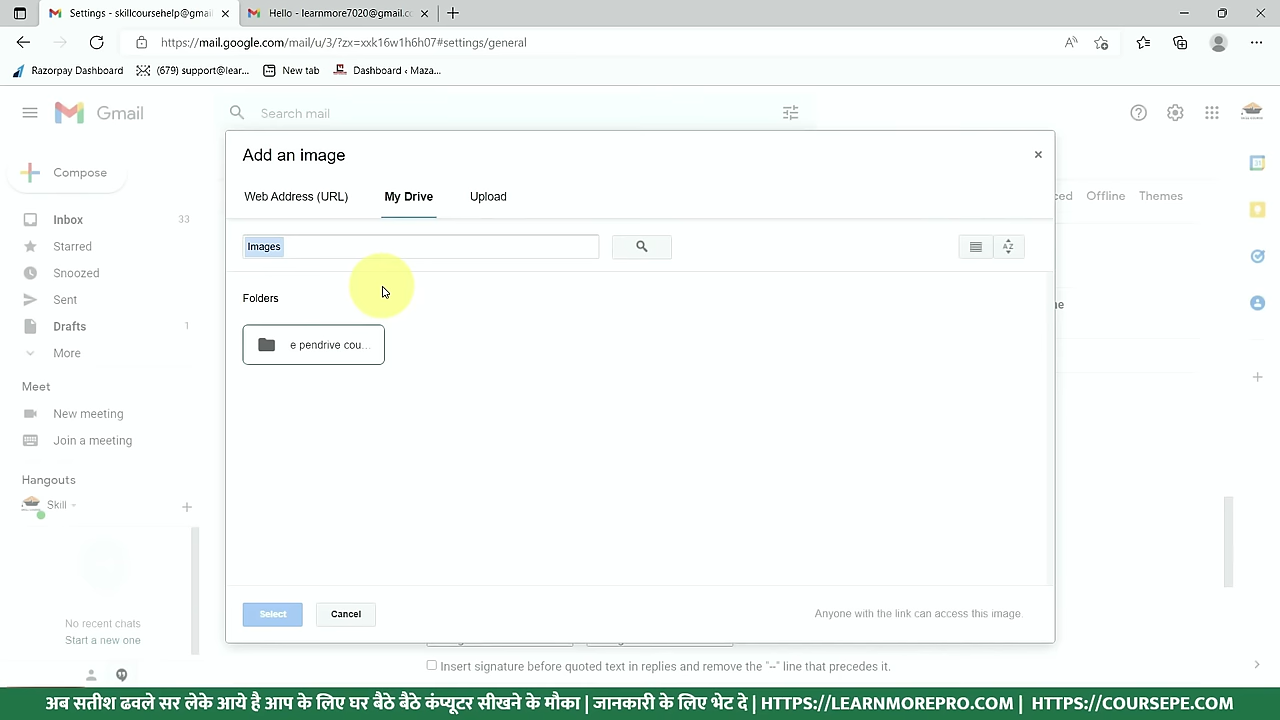 Settings - skillcoursehelp@gmai
Hello - learnmore7020@gmail.c
https://mail.google.com/mail/u/3/?zx=xxk16w1h6h07#settings/general
Razorpay Dashboard
(679) support@lear...
New tab
Dashboard ‹ Maza...
Gmail
Search mail
Compose
Add an image
Web Address (URL)
My Drive
Upload
ced
Offline
Themes
Inbox 33
Starred
Snoozed
Sent
Drafts 1
More
Images
AZ
Folders
e pendrive cou...
ne
Meet
New meeting
Join a meeting
Hangouts
Skill
No recent chats
Start a new one
Select
Cancel
Anyone with the link can access this image.
Insert signature before quoted text in replies and remove the "--" line that precedes it.
अब सतीश ढवले सर लेके आये है आप के लिए घर बैठे बैठे कंप्यूटर सीखने के मौका | जानकारी के लिए भेट दे | HTTPS://LEARNMOREPRO.COM | HTTPS://COURSEPE.COM